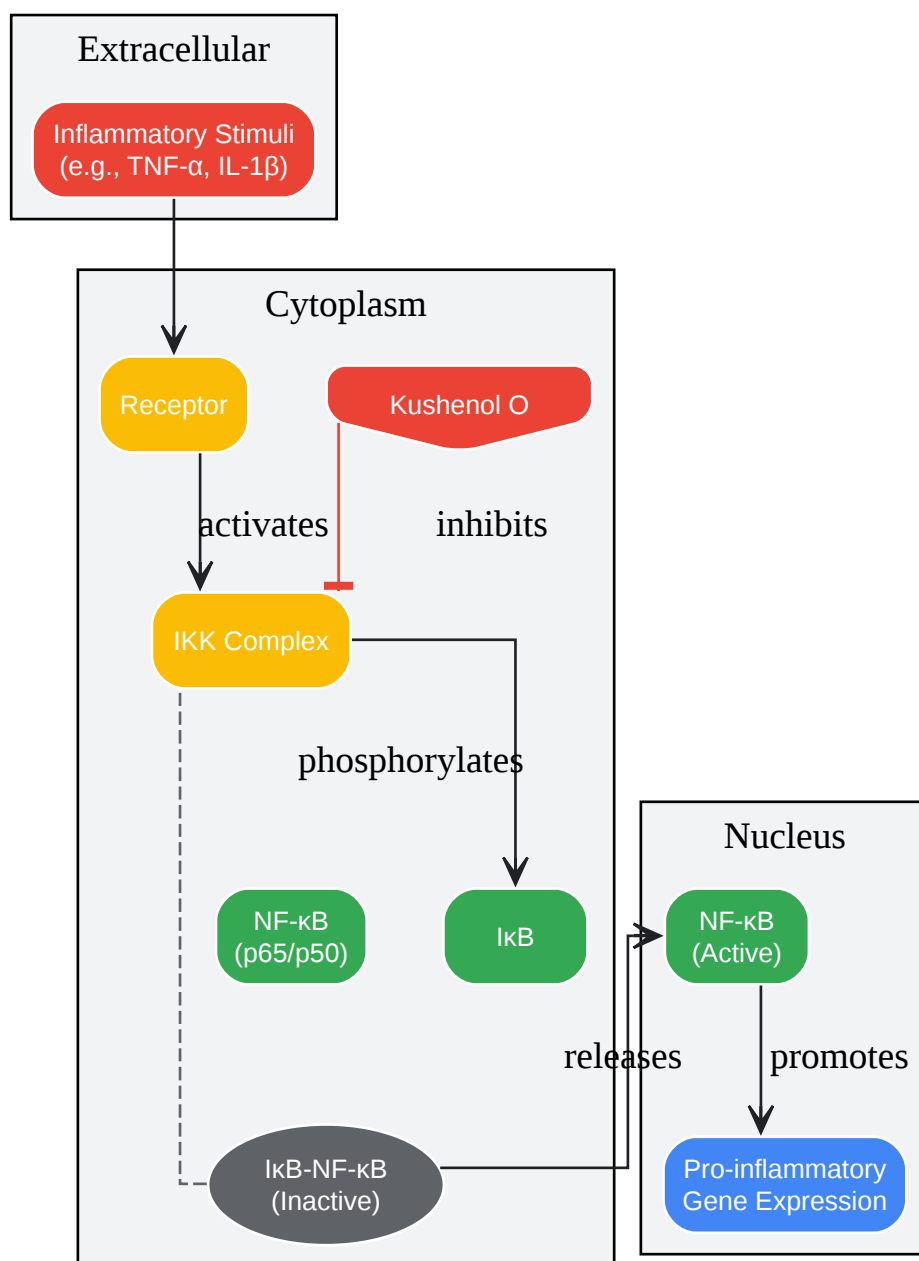 Extracellular
Inflammatory Stimuli
(e.g., TNF-α, IL-1β)
Cytoplasm
Receptor
Kushenol O
activates
inhibits
IKK Complex
phosphorylates
Nucleus
NF-κB
(p65/p50)
IκB
NF-κB
(Active)
releases
promotes
IκB-NF-κB
(Inactive)
Pro-inflammatory
Gene Expression